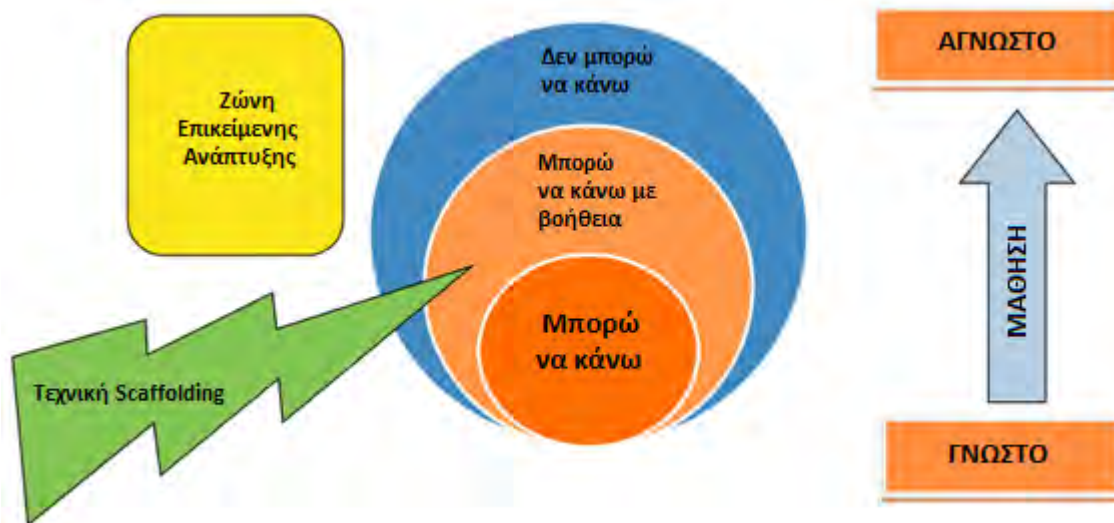 Ζώνη
Επικείμενης
Ανάπτυξης
Τεχνική Scaffolding
Δεν μπορώ
να κάνω
Μπορώ
να κάνω με
βοήθεια
Μπορώ
να κάνω
ΑΓΝΩΣΤΟ
ΜΑΘΗΣΗ
ΓΝΩΣΤΟ